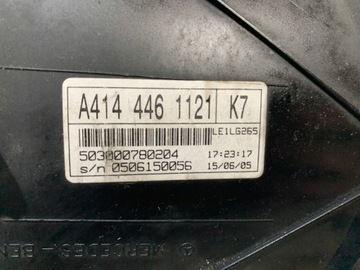 A414 446 1121 K7
LE1LG265
503000780204 17:23:17
s/n 0506150056 15/06/05
© MERCEDES-BEN